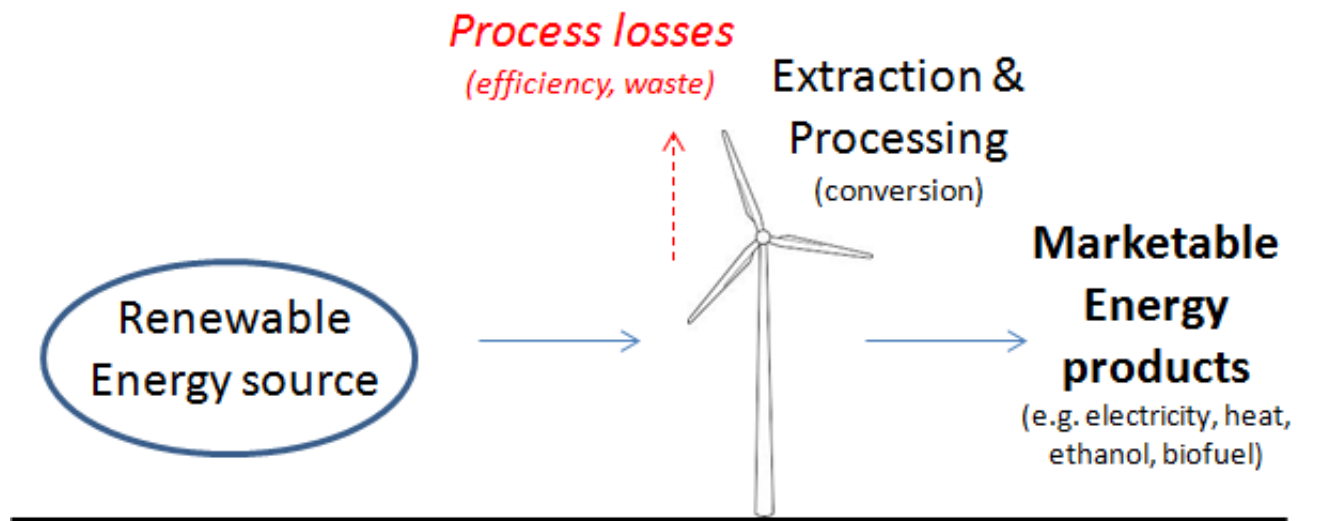 Process losses
(efficiency, waste)
Extraction &
Processing
(conversion)
Renewable
Energy source
Marketable
Energy
products
(e.g. electricity, heat,
ethanol, biofuel)